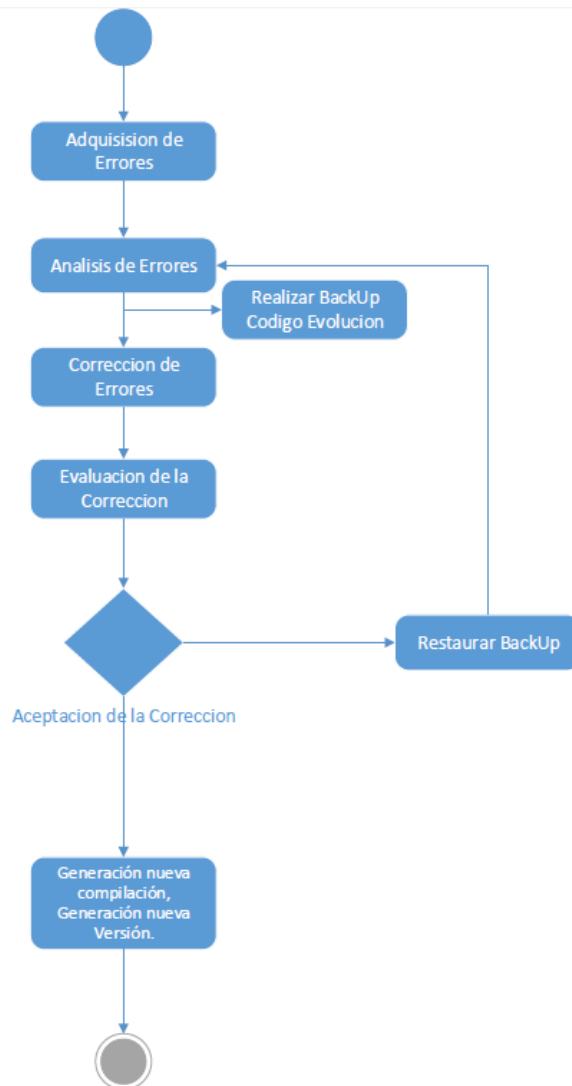 Adquisision de
Errores
Analisis de Errores
Realizar BackUp
Codigo Evolucion
Correccion de
Errores
Evaluacion de la
Correccion
Restaurar BackUp
Aceptacion de la Correccion
Generación nueva
compilación,
Generación nueva
Versión.